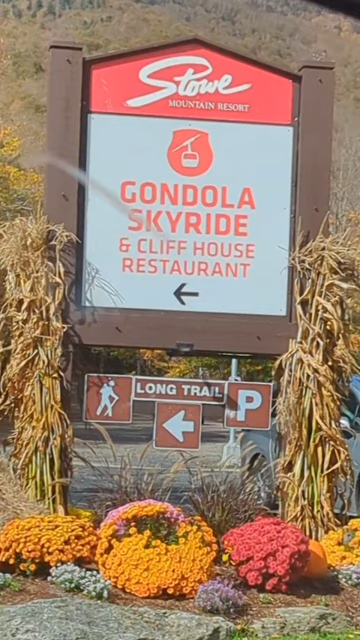 Stowe
MOUNTAIN RESORT
GONDOLA
SKYRIDE
& CLIFF HOUSE
RESTAURANT
LONG TRAIL
P